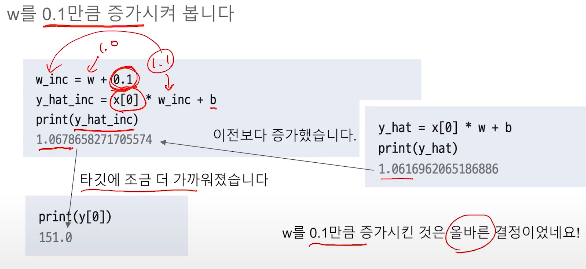 w를 0.1만큼 증가시켜 봅니다
1.0
1.1
w_inc = w + 0.1
y_hat_inc = x[0] * w_inc + b
print(y_hat_inc)
1.0678658271705574
이전보다 증가했습니다.
y_hat = x[0] * w + b
print(y_hat)
1.0616962065186886
타깃에 조금 더 가까워졌습니다
print(y[0])
151.0
w를 0.1만큼 증가시킨 것은 올바른 결정이었네요!